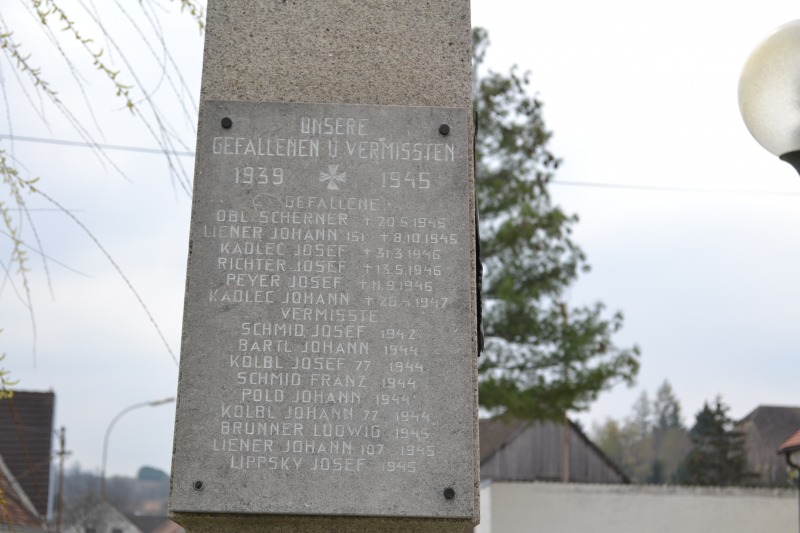 UNSERE
GEFALLENEN U. VERMISSTEN
1939 1945
GEFALLENE
OBL. SCHERNER † 20.5.1945
LIENER JOHANN 151 † 8.10.1945
KADLEC JOSEF † 31.3.1946
RICHTER JOSEF † 13.5.1946
PEYER JOSEF † 11.9.1946
KADLEC JOHANN † 26.4.1947
VERMISSTE
SCHMID JOSEF 1942
BARTL JOHANN 1944
KOLBL JOSEF 77 1944
SCHMID FRANZ 1944
POLD JOHANN 1944
KOLBL JOHANN 77 1944
BRUNNER LUDWIG 1945
LIENER JOHANN 107 1945
LIPPSKY JOSEF 1945